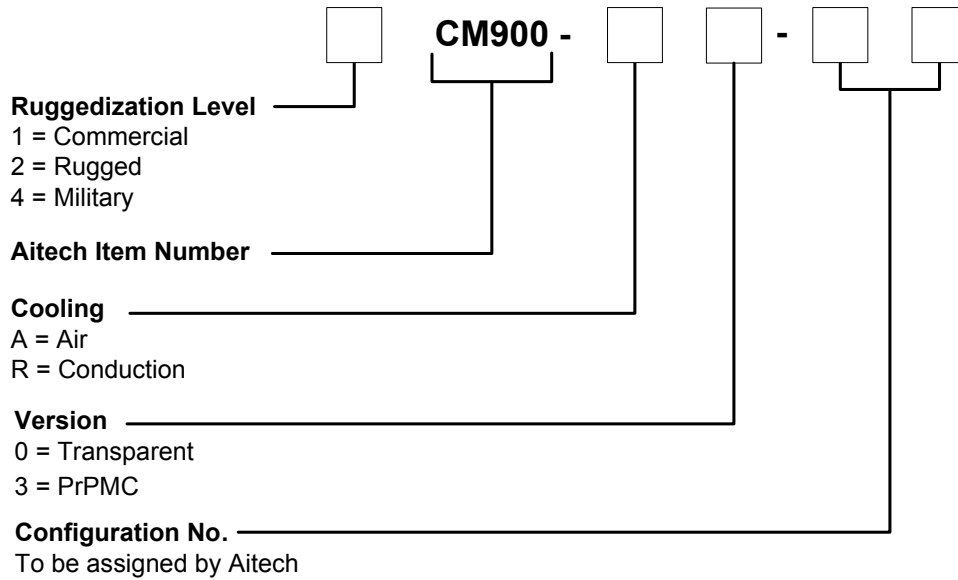 CM900 - -
Ruggedization Level
1 = Commercial
2 = Rugged
4 = Military
Aitech Item Number
Cooling
A = Air
R = Conduction
Version
0 = Transparent
3 = PrPMC
Configuration No.
To be assigned by Aitech